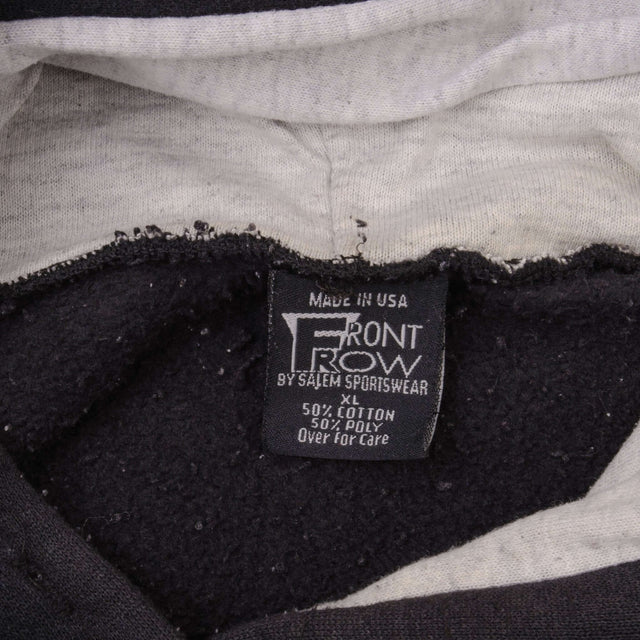 MADE IN USA
FRONT
ROW
BY SALEM SPORTSWEAR
XL
50% COTTON
50% POLY
Over For Care